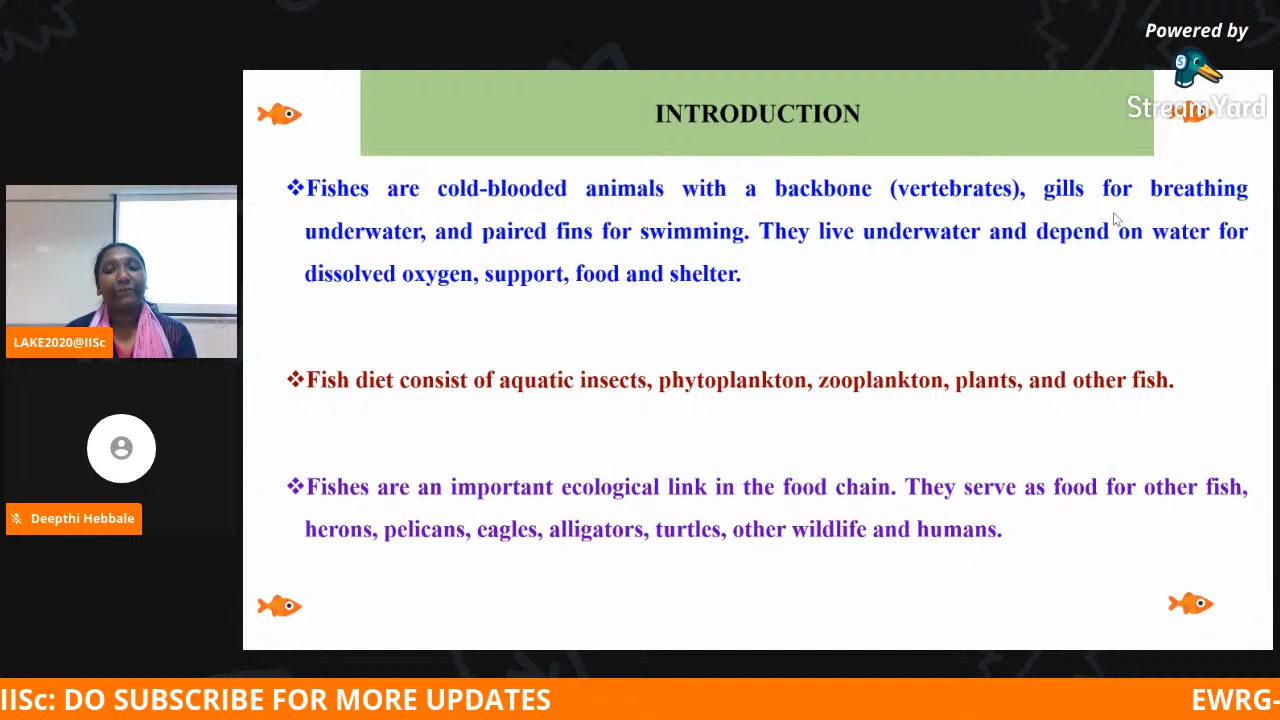 Powered by
StreamYard
INTRODUCTION
❖Fishes are cold-blooded animals with a backbone (vertebrates), gills for breathing
underwater, and paired fins for swimming. They live underwater and depend on water for
dissolved oxygen, support, food and shelter.
❖Fish diet consist of aquatic insects, phytoplankton, zooplankton, plants, and other fish.
❖Fishes are an important ecological link in the food chain. They serve as food for other fish,
herons, pelicans, eagles, alligators, turtles, other wildlife and humans.
LAKE2020@IISc
Deepthi Hebbale
IISc: DO SUBSCRIBE FOR MORE UPDATES EWRG-